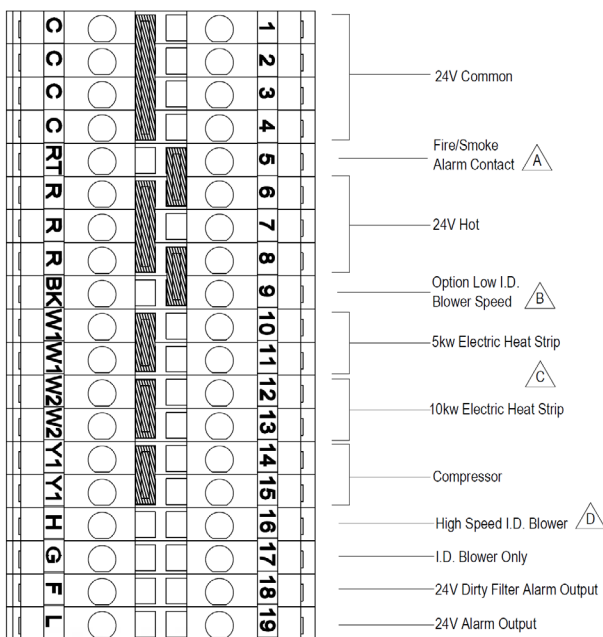 C 1
C 2
C 3
C 4
RT 5
R 6
R 7
R 8
BK 9
W1 10
W1 11
W2 12
W2 13
Y1 14
Y1 15
H 16
G 17
F 18
L 19
24V Common
Fire/Smoke
Alarm Contact A
24V Hot
Option Low I.D.
Blower Speed B
5kw Electric Heat Strip
C
10kw Electric Heat Strip
Compressor
High Speed I.D. Blower D
I.D. Blower Only
24V Dirty Filter Alarm Output
24V Alarm Output